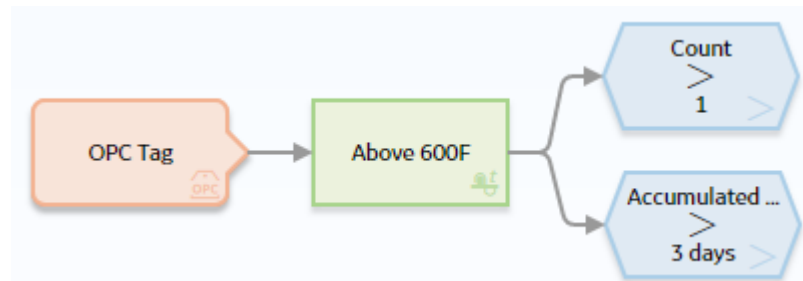 OPC Tag
OPC
Above 600F
Count
>
1
Accumulated ...
>
3 days